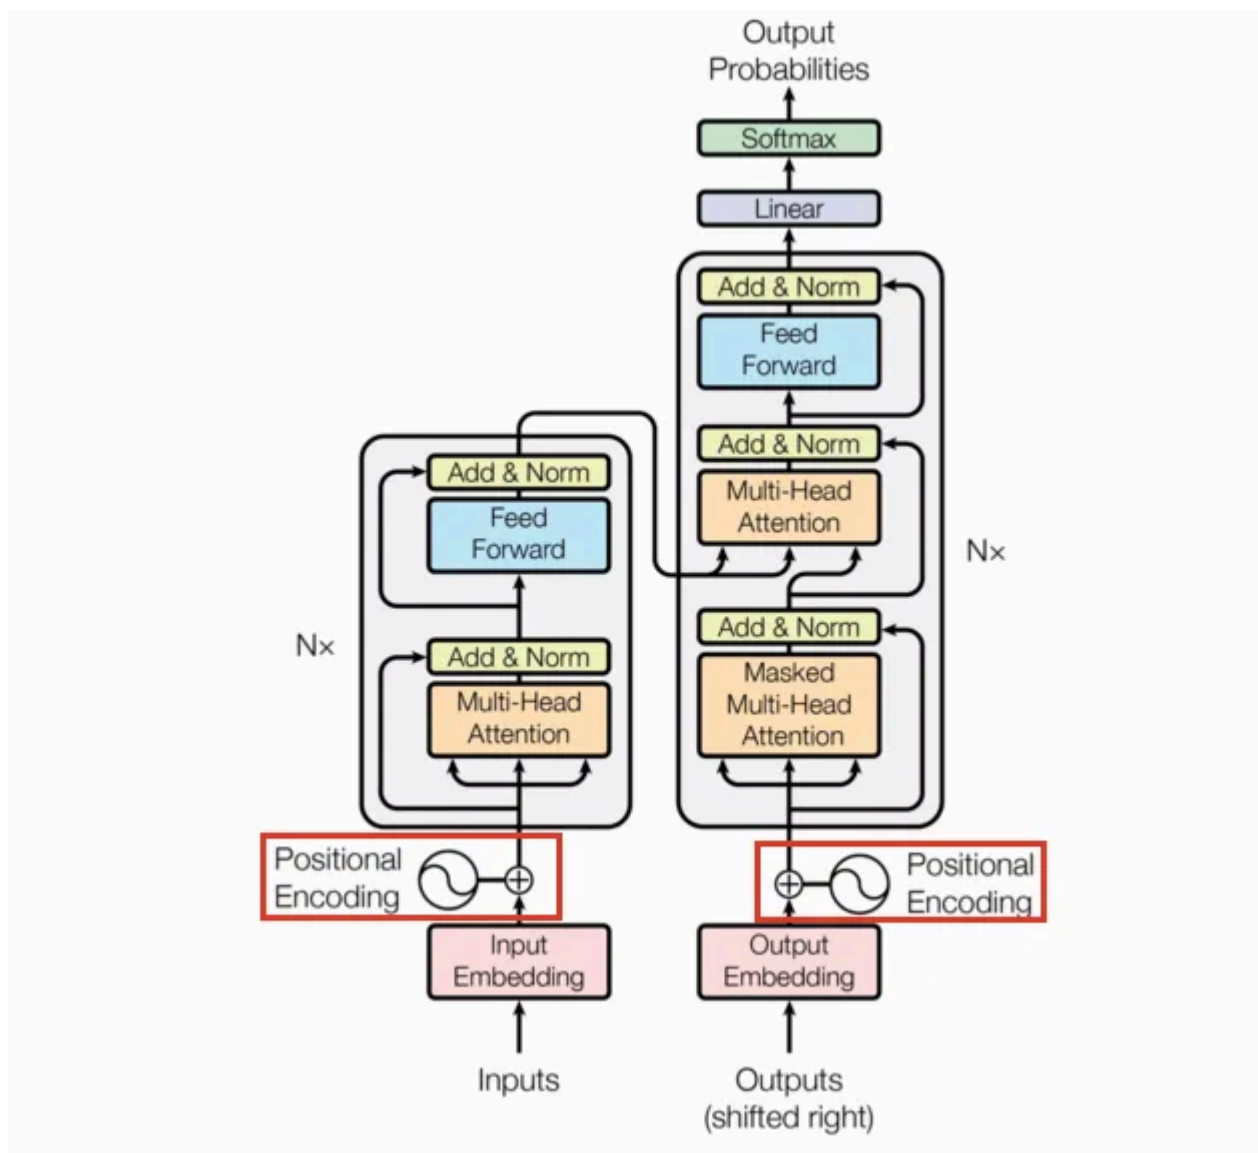 Output
Probabilities
Softmax
Linear
Add & Norm
Feed
Forward
Add & Norm
Multi-Head
Attention
Nx
Add & Norm
Masked
Multi-Head
Attention
Add & Norm
Feed
Forward
Nx
Add & Norm
Multi-Head
Attention
Positional
Encoding
Positional
Encoding
Input
Embedding
Output
Embedding
Inputs
Outputs
(shifted right)